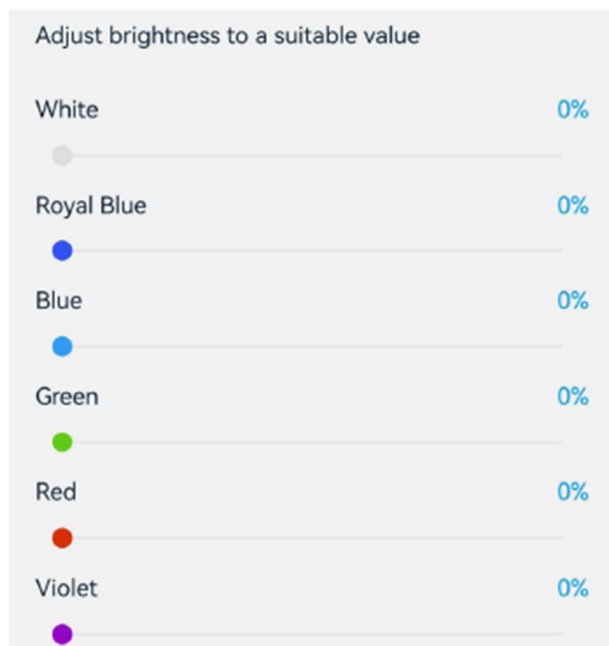 Adjust brightness to a suitable value
White 0%
Royal Blue 0%
Blue 0%
Green 0%
Red 0%
Violet 0%